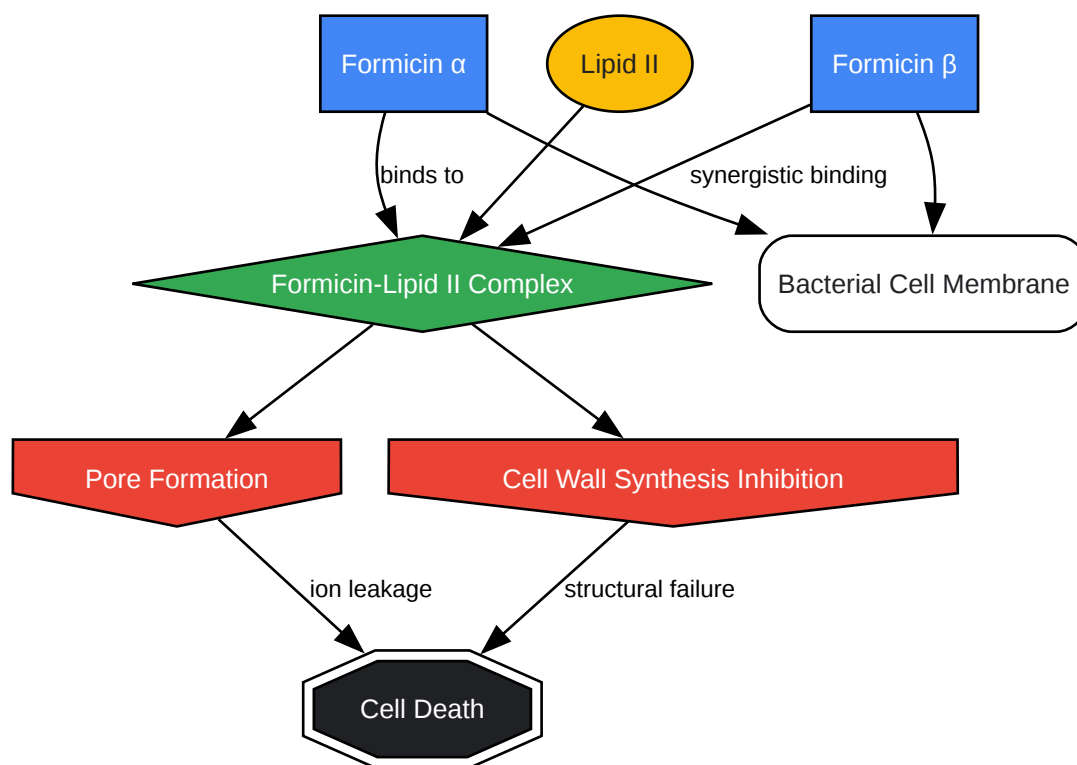 Formicin α
Lipid II
Formicin β
binds to
synergistic binding
Formicin-Lipid II Complex
Bacterial Cell Membrane
Pore Formation
Cell Wall Synthesis Inhibition
ion leakage
structural failure
Cell Death